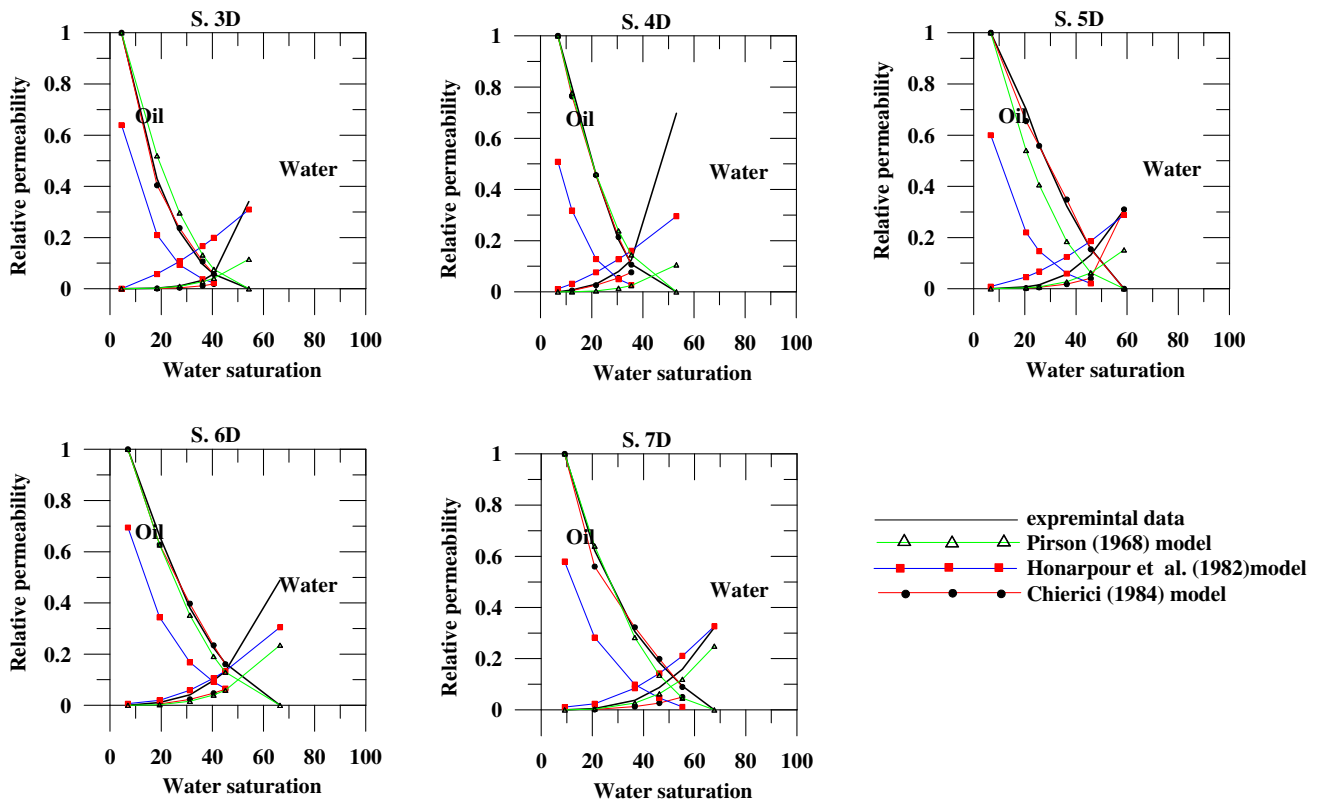 S. 3D
Relative permeability
1
0.8
0.6
0.4
0.2
0
Oil
Water
0 20 40 60 80 100
Water saturation
S. 4D
Relative permeability
1
0.8
0.6
0.4
0.2
0
Oil
Water
0 20 40 60 80 100
Water saturation
S. 5D
Relative permeability
1
0.8
0.6
0.4
0.2
0
Oil
Water
0 20 40 60 80 100
Water saturation
S. 6D
Relative permeability
1
0.8
0.6
0.4
0.2
0
Oil
Water
0 20 40 60 80 100
Water saturation
S. 7D
Relative permeability
1
0.8
0.6
0.4
0.2
0
Oil
Water
0 20 40 60 80 100
Water saturation
expremintal data
Pirson (1968) model
Honarpour et al. (1982)model
Chierici (1984) model